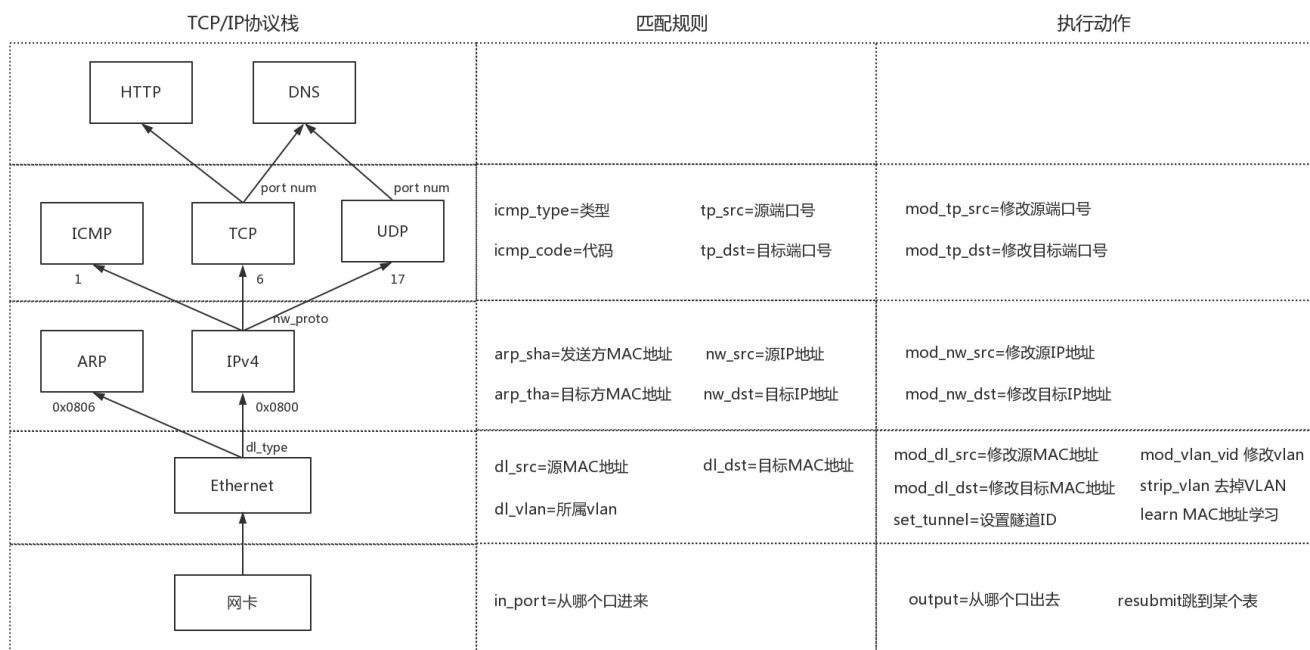 TCP/IP协议栈 匹配规则 执行动作
HTTP DNS
port num port num
ICMP TCP UDP
1 6 17
icmp_type=类型 tp_src=源端口号 mod_tp_src=修改源端口号
icmp_code=代码 tp_dst=目标端口号 mod_tp_dst=修改目标端口号
nw_proto
ARP IPv4
0x0806 0x0800
arp_sha=发送方MAC地址 nw_src=源IP地址 mod_nw_src=修改源IP地址
arp_tha=目标方MAC地址 nw_dst=目标IP地址 mod_nw_dst=修改目标IP地址
dl_type
Ethernet
dl_src=源MAC地址 dl_dst=目标MAC地址
dl_vlan=所属vlan
mod_dl_src=修改源MAC地址 mod_vlan_vid 修改vlan
mod_dl_dst=修改目标MAC地址 strip_vlan 去掉VLAN
set_tunnel=设置隧道ID learn MAC地址学习
网卡
in_port=从哪个口进来 output=从哪个口出去 resubmit跳到某个表